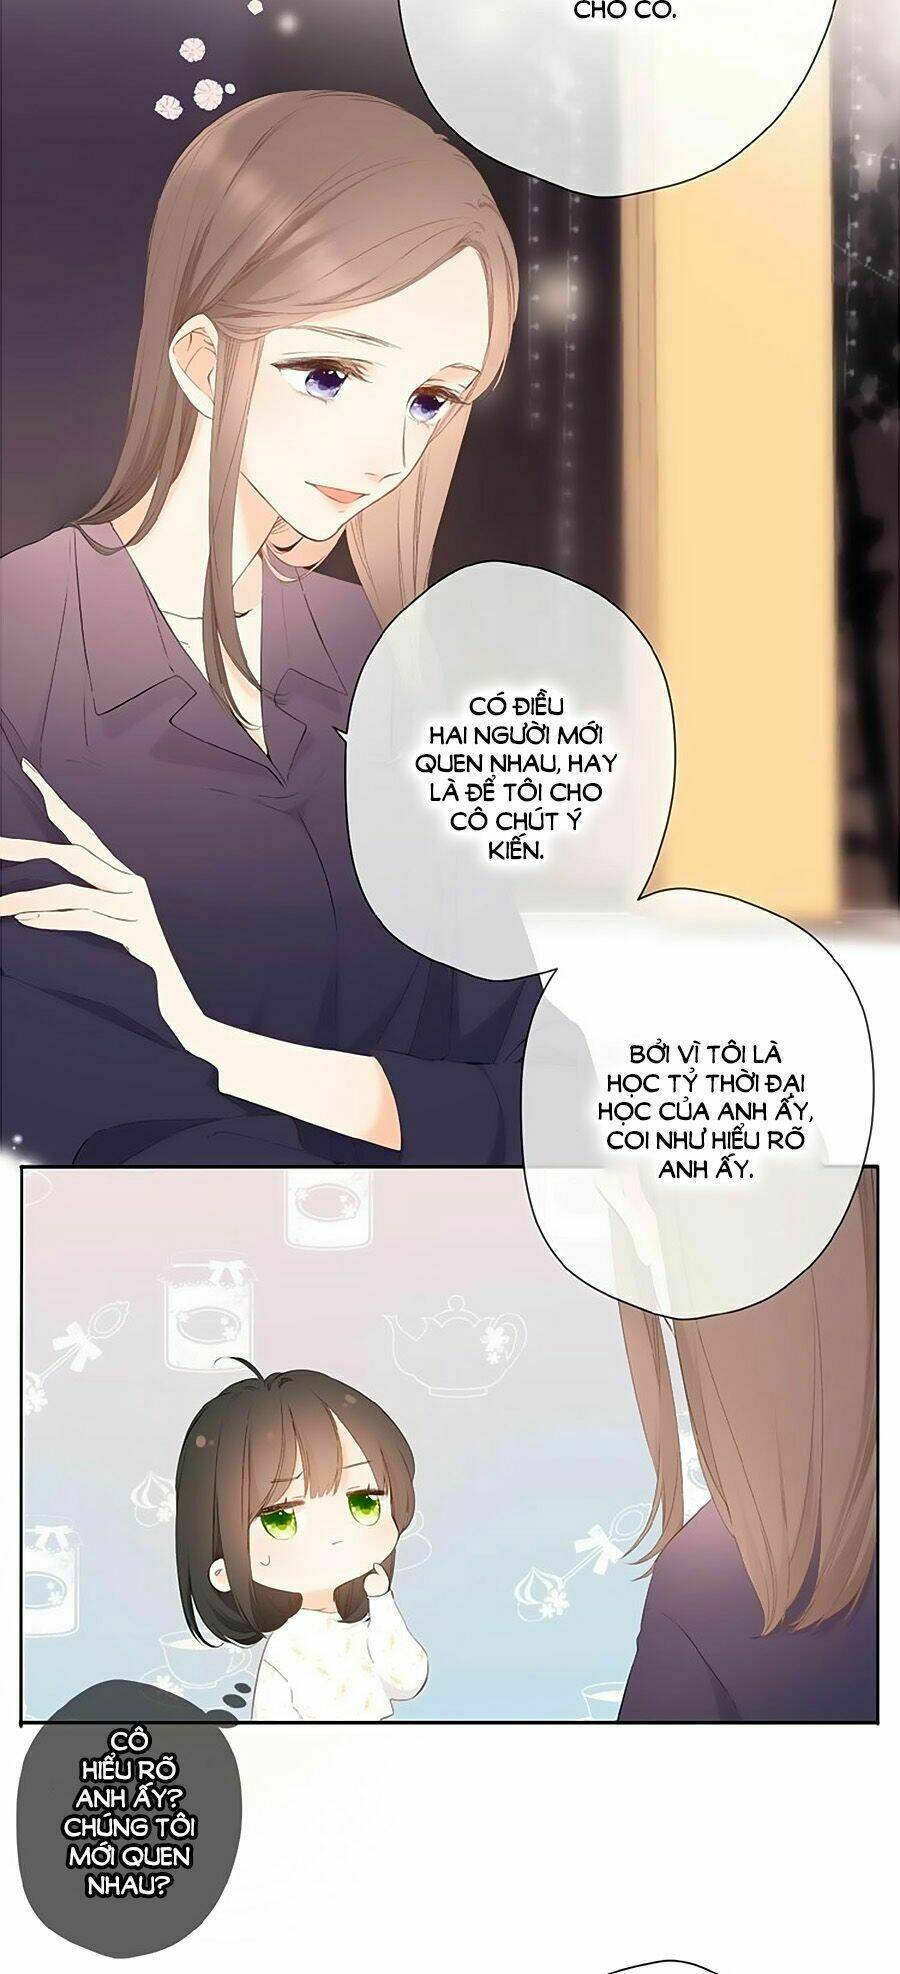 CHO CÔ.
CÓ ĐIỀU
HAI NGƯỜI MỚI
QUEN NHAU, HAY
LÀ ĐỂ TÔI CHO
CÔ CHÚT Ý
KIẾN.
BỞI VÌ TÔI LÀ
HỌC TỶ THỜI ĐẠI
HỌC CỦA ANH ẤY,
COI NHƯ HIỂU RÕ
ANH ẤY.
CÔ
HIỂU RÕ
ANH ẤY?
CHÚNG TÔI
MỚI QUEN
NHAU?